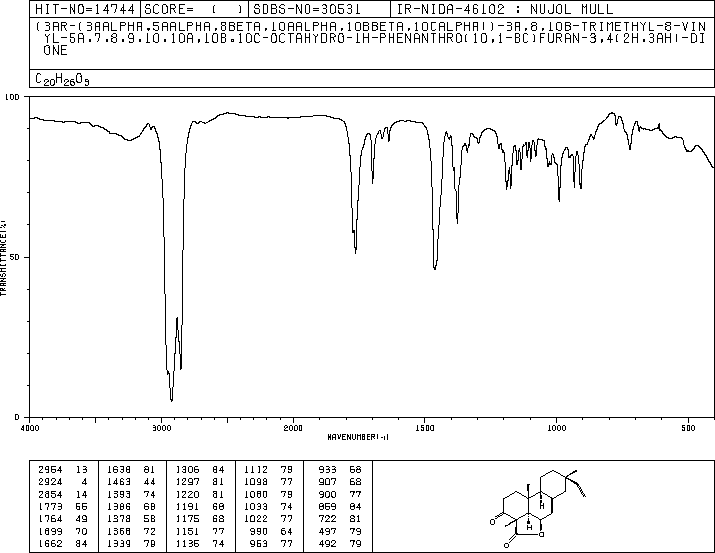 HIT-NO=14744 SCORE= ( ) SDBS-NO=30531 IR-NIDA-46102 : NUJOL MULL
(3AR-(3AALPHA,5AALPHA,8BETA,10AALPHA,10BBETA,10CALPHA))-3A,8,10B-TRIMETHYL-8-VIN
YL-5A,7,8,9,10,10A,10B,10C-OCTAHYDRO-1H-PHENANTHRO(10,1-BC)FURAN-3,4(2H,3AH)-DI
ONE
C20H26O3
100
50
0
TRANSMITTANCE(%)
4000 3000 2000 1500 1000 500
WAVENUMBER(-1)
2954 13 1638 81 1306 84 1112 79 933 68
2924 4 1463 44 1297 81 1098 77 907 68
2854 14 1393 74 1220 81 1080 79 900 77
1773 55 1386 68 1191 68 1033 74 859 84
1764 49 1378 58 1175 68 1022 77 722 81
1699 70 1368 72 1151 77 990 64 497 79
1662 84 1339 79 1135 74 953 77 492 79
H
H
H
O
O
O